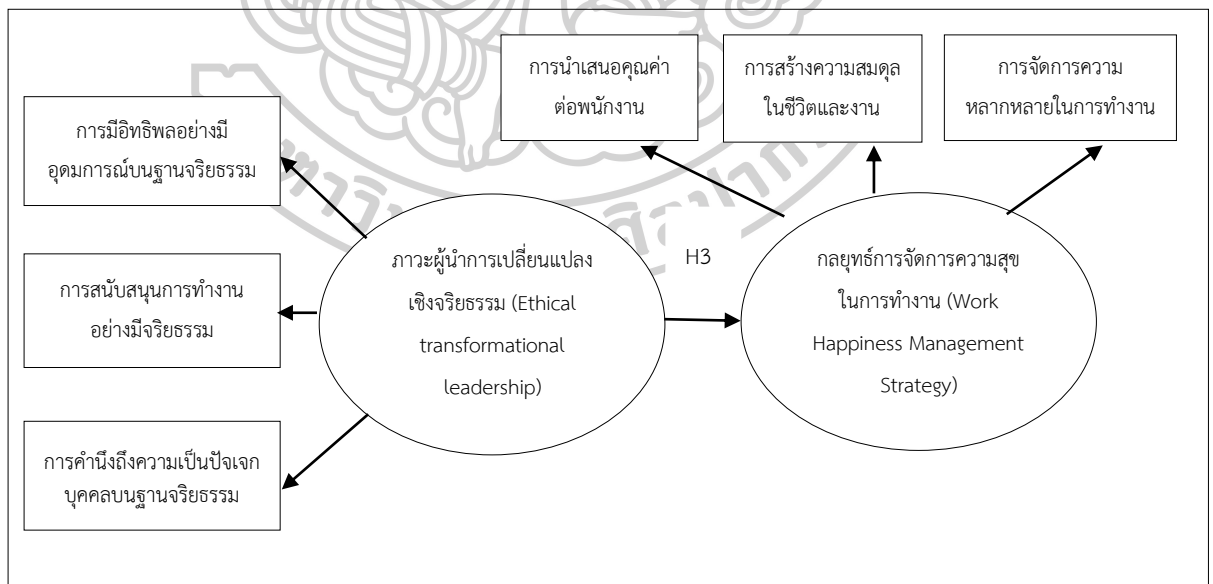 การนำเสนอคุณค่า
ต่อพนักงาน
การสร้างความสมดุล
ในชีวิตและงาน
การจัดการความ
หลากหลายในการทำงาน
การมีอิทธิพลอย่างมี
อุดมการณ์บนฐานจริยธรรม
การสนับสนุนการทำงาน
อย่างมีจริยธรรม
การคำนึงถึงความเป็นปัจเจก
บุคคลบนฐานจริยธรรม
ภาวะผู้นำการเปลี่ยนแปลง
เชิงจริยธรรม (Ethical
transformational
leadership)
H3
กลยุทธ์การจัดการความสุข
ในการทำงาน (Work
Happiness Management
Strategy)